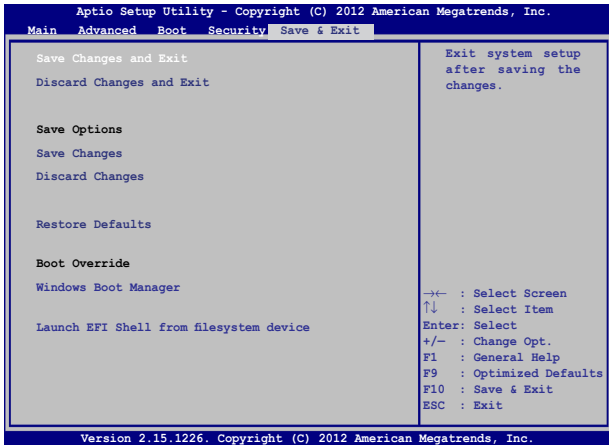 Aptio Setup Utility - Copyright (C) 2012 American Megatrends, Inc.
Main Advanced Boot Security Save & Exit
Save Changes and Exit
Discard Changes and Exit
Save Options
Save Changes
Discard Changes
Restore Defaults
Boot Override
Windows Boot Manager
Launch EFI Shell from filesystem device
Exit system setup
after saving the
changes.
→← : Select Screen
↑↓ : Select Item
Enter: Select
+/— : Change Opt.
F1 : General Help
F9 : Optimized Defaults
F10 : Save & Exit
ESC : Exit
Version 2.15.1226. Copyright (C) 2012 American Megatrends, Inc.